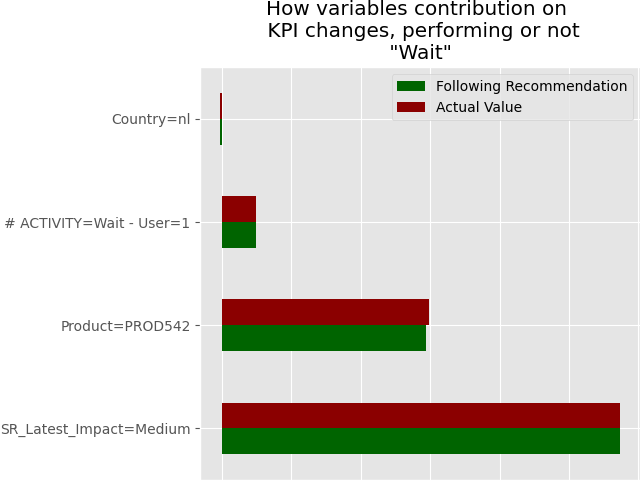 How variables contribution on
KPI changes, performing or not
"Wait"
Following Recommendation
Actual Value
Country=nl
# ACTIVITY=Wait - User=1
Product=PROD542
SR_Latest_Impact=Medium